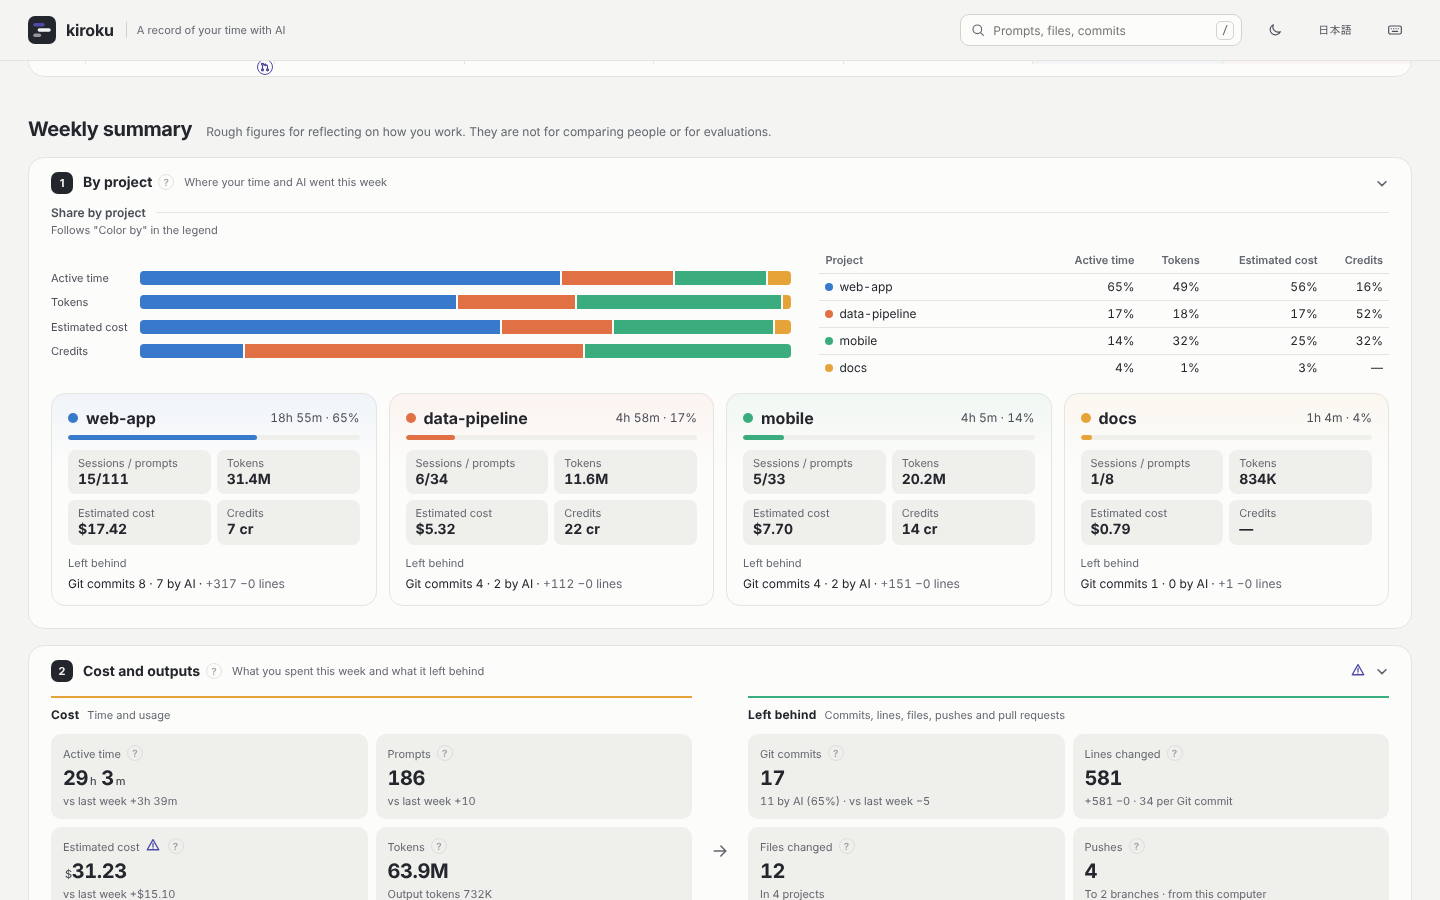 kiroku
A record of your time with AI
Prompts, files, commits
/
日本語
Weekly summary
Rough figures for reflecting on how you work. They are not for comparing people or for evaluations.
1
By project
?
Where your time and AI went this week
Share by project
Follows "Color by" in the legend
Active time
Tokens
Estimated cost
Credits
Project Active time Tokens Estimated cost Credits
web-app 65% 49% 56% 16%
data-pipeline 17% 18% 17% 52%
mobile 14% 32% 25% 32%
docs 4% 1% 3% —
web-app
18h 55m · 65%
Sessions / prompts
15/111
Tokens
31.4M
Estimated cost
$17.42
Credits
7 cr
Left behind
Git commits 8 · 7 by AI · +317 −0 lines
data-pipeline
4h 58m · 17%
Sessions / prompts
6/34
Tokens
11.6M
Estimated cost
$5.32
Credits
22 cr
Left behind
Git commits 4 · 2 by AI · +112 −0 lines
mobile
4h 5m · 14%
Sessions / prompts
5/33
Tokens
20.2M
Estimated cost
$7.70
Credits
14 cr
Left behind
Git commits 4 · 2 by AI · +151 −0 lines
docs
1h 4m · 4%
Sessions / prompts
1/8
Tokens
834K
Estimated cost
$0.79
Credits
—
Left behind
Git commits 1 · 0 by AI · +1 −0 lines
2
Cost and outputs
?
What you spent this week and what it left behind
Cost
Time and usage
Active time ?
29h 3m
vs last week +3h 39m
Prompts ?
186
vs last week +10
Estimated cost ?
$31.23
vs last week +$15.10
Tokens ?
63.9M
Output tokens 732K
Left behind
Commits, lines, files, pushes and pull requests
Git commits ?
17
11 by AI (65%) · vs last week −5
Lines changed ?
581
+581 −0 · 34 per Git commit
Files changed ?
12
In 4 projects
Pushes ?
4
To 2 branches · from this computer